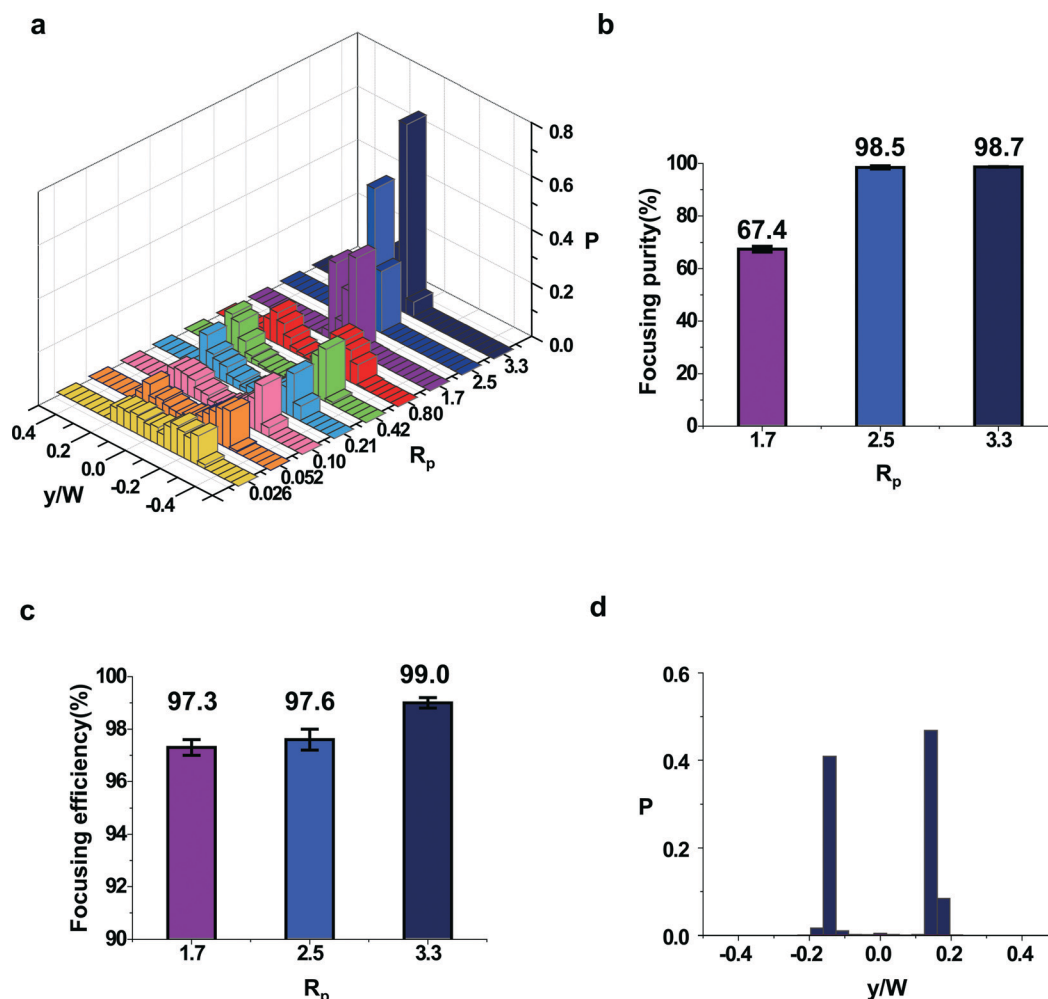 a
0.8
0.6
0.4
0.2
0.0
P
3.3
2.5
1.7
0.80
0.42
0.21
0.10
0.052
0.026
Rp
0.4
0.2
0.0
-0.2
-0.4
y/W
b
98.5
98.7
67.4
100
80
60
40
20
0
Focusing purity(%)
1.7 2.5 3.3
Rp
c
97.3 97.6 99.0
100
98
96
94
92
90
Focusing efficiency(%)
1.7 2.5 3.3
Rp
d
0.6
0.4
0.2
0.0
P
-0.4 -0.2 0.0 0.2 0.4
y/W